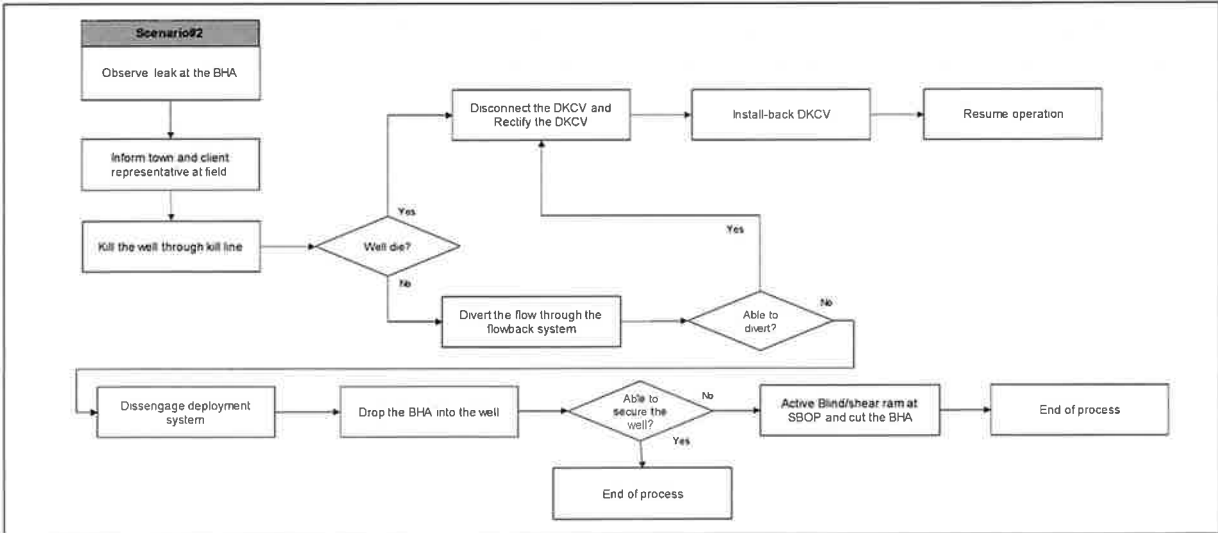 Scenario#2
Observe leak at the BHA
Inform town and client
representative at field
Kill the well through kill line
Well die?
Yes
No
Disconnect the DKCV and
Rectify the DKCV
Install-back DKCV
Resume operation
Divert the flow through the
flowback system
Able to
divert?
Yes
No
Dissengage deployment
system
Drop the BHA into the well
Able to
secure the
well?
No
Yes
Active Blind/shear ram at
SBOP and cut the BHA
End of process
End of process